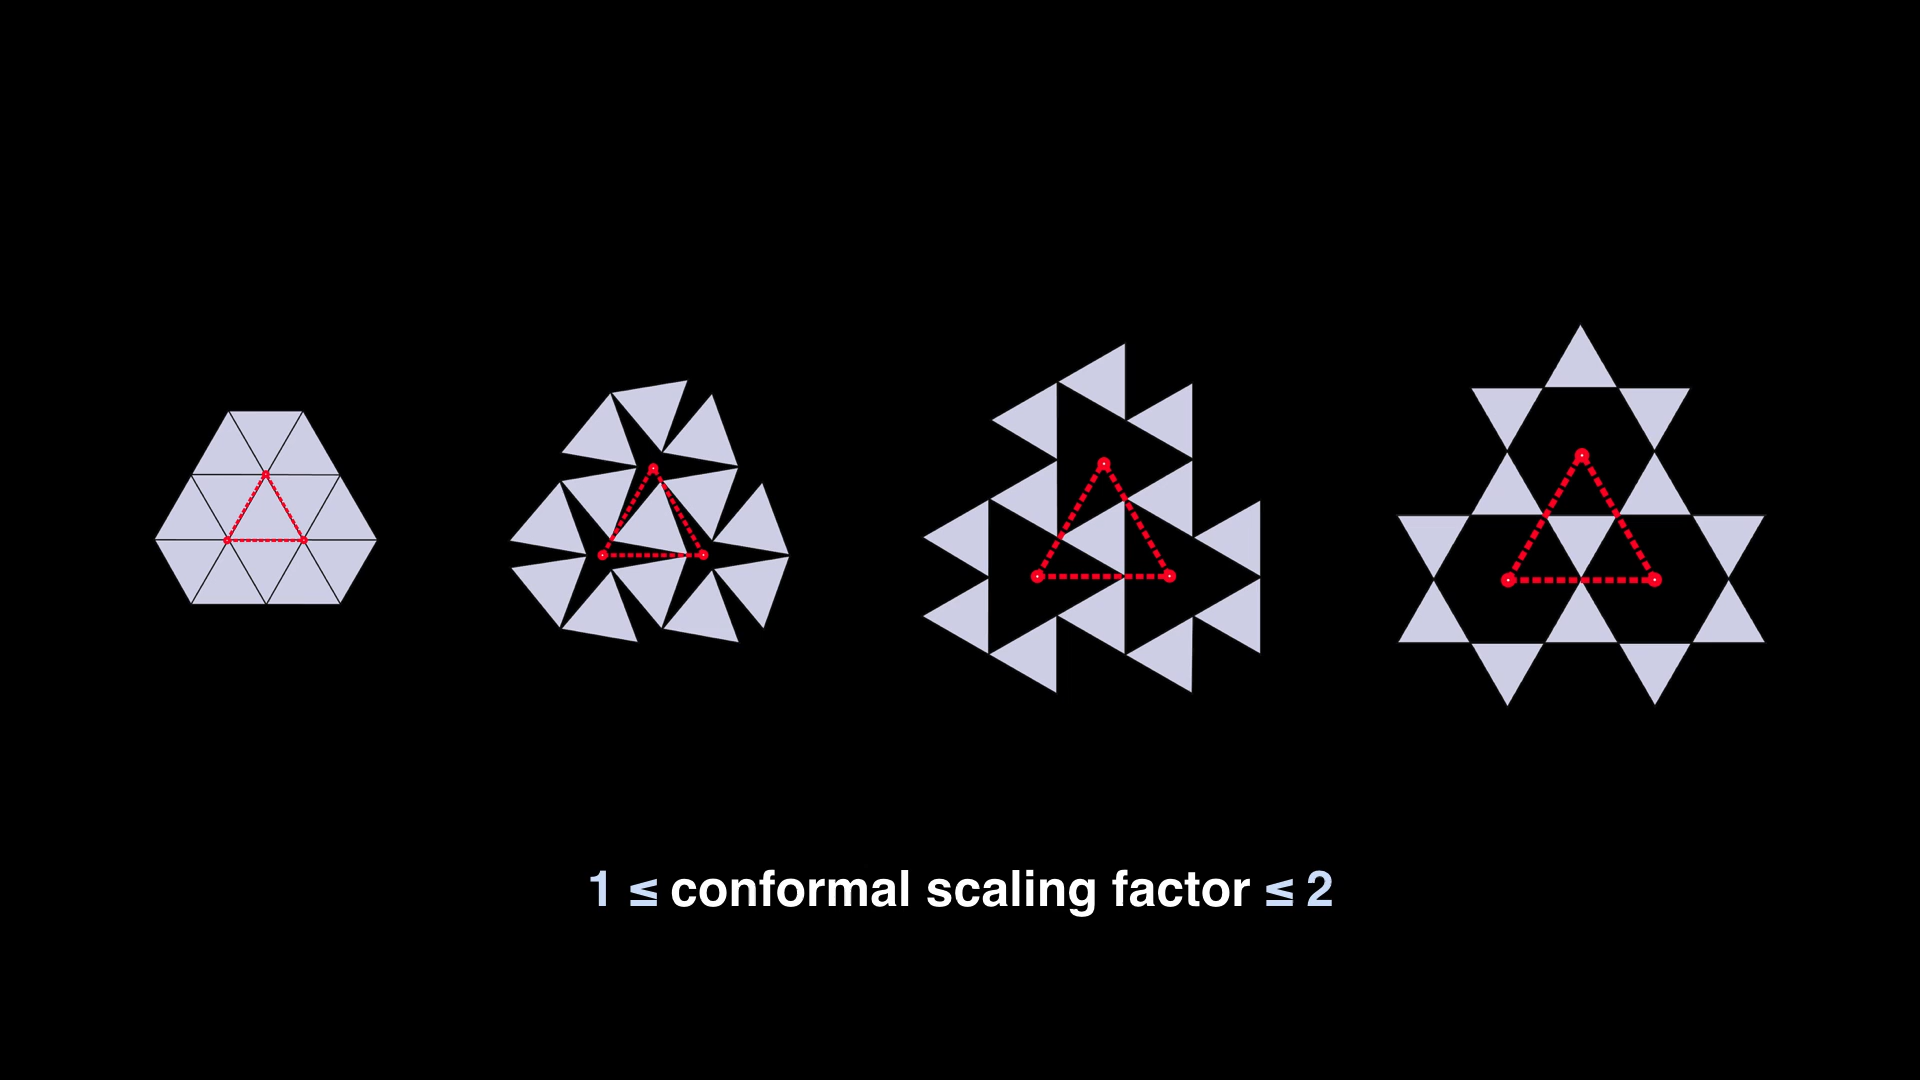 1 ≤ conformal scaling factor ≤ 2